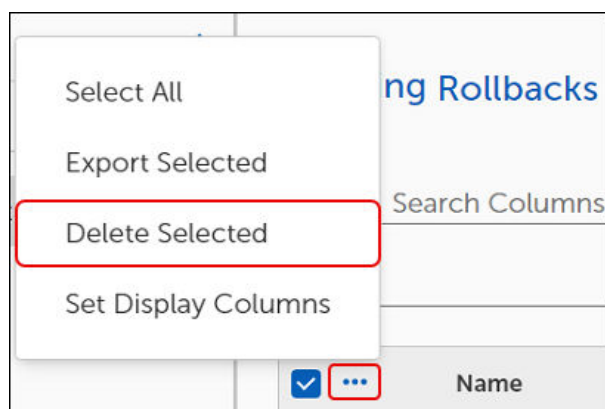 Select All
Export Selected
Delete Selected
Set Display Columns
ng Rollbacks
Search Columns
Name